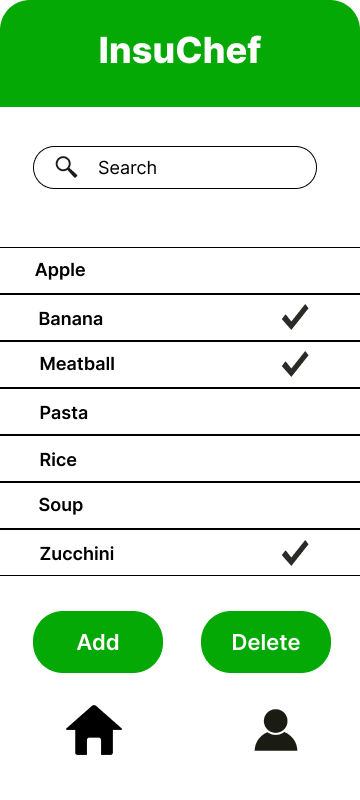 InsuChef
Search
Apple
Banana
Meatball
Pasta
Rice
Soup
Zucchini
Add Delete